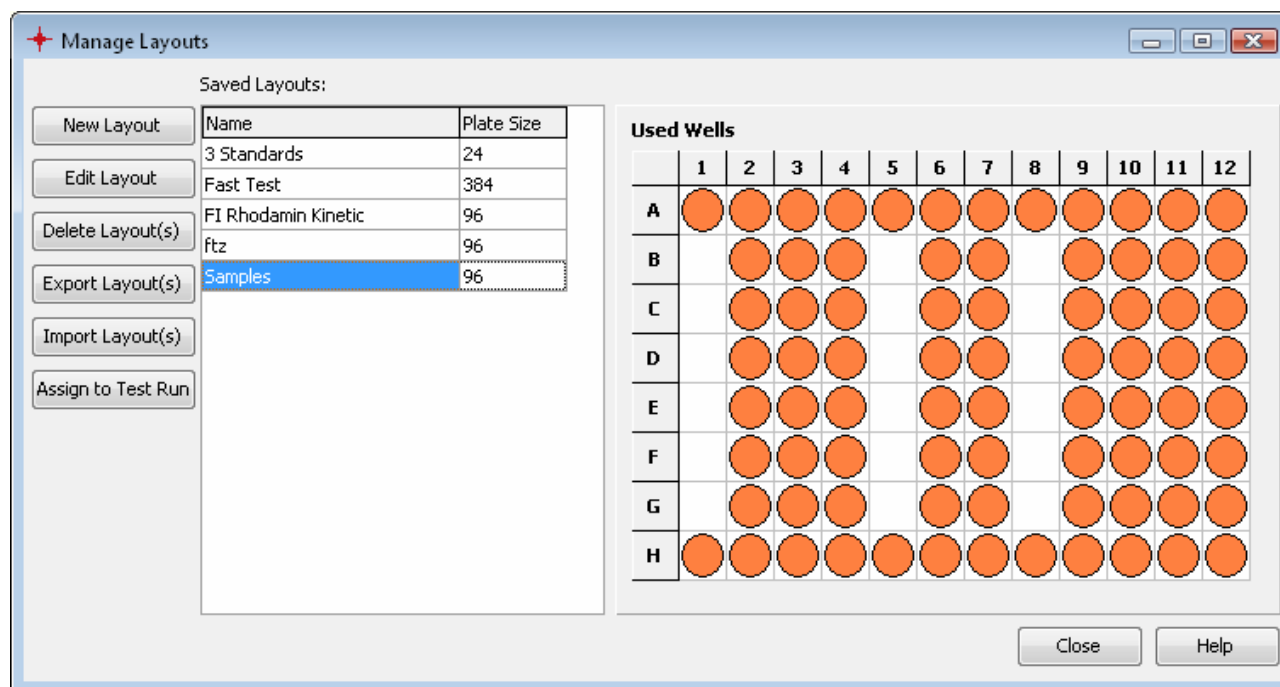 Manage Layouts
Saved Layouts:
New Layout
Edit Layout
Delete Layout(s)
Export Layout(s)
Import Layout(s)
Assign to Test Run
Name Plate Size
3 Standards 24
Fast Test 384
FI Rhodamin Kinetic 96
ftz 96
Samples 96
Used Wells
1 2 3 4 5 6 7 8 9 10 11 12
A
B
C
D
E
F
G
H
Close Help